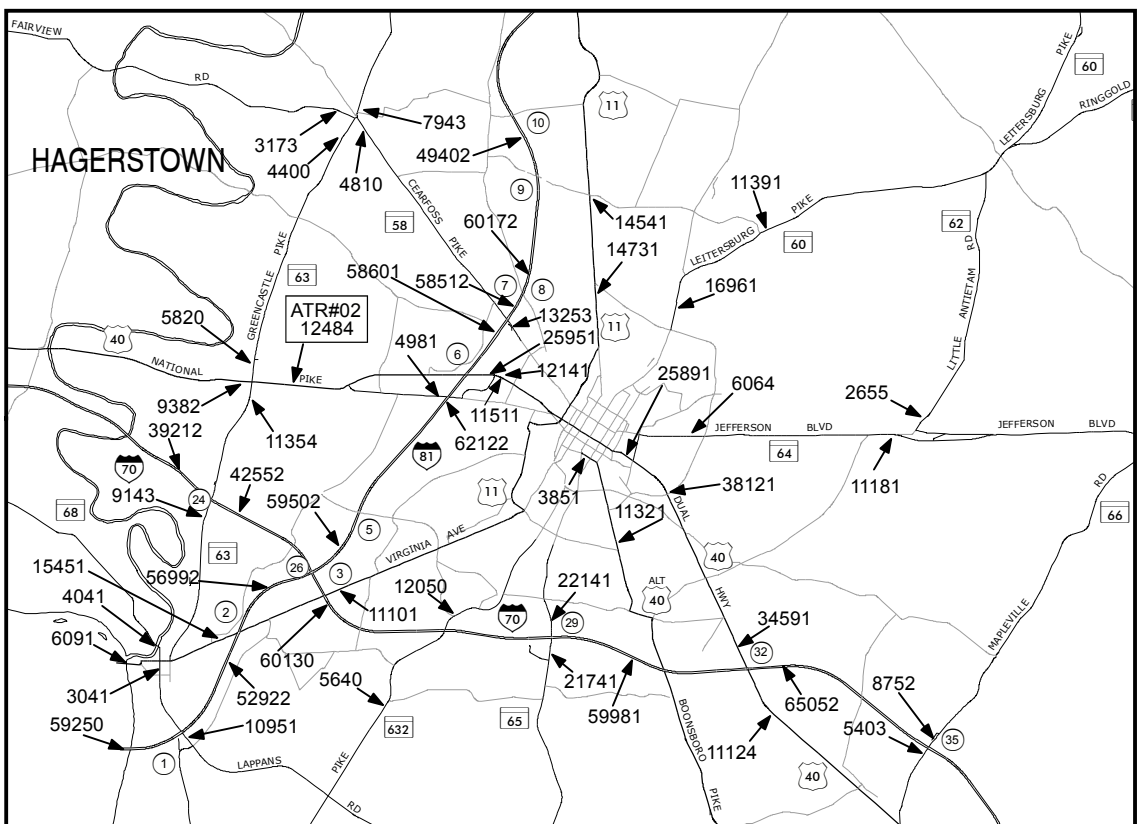 FAIRVIEW
RD
HAGERSTOWN
3173
4400
7943
4810
49402
10
11
60
PIKE
LEITERSBURG
RINGGOLD
9
58
CEARFOSS
PIKE
60172
14541
11391
LEITERSBURG
PIKE
60
62
14731
58601
58512
7
8
16961
GREENCASTLE
PIKE
63
ATR#02
12484
5820
40
NATIONAL
PIKE
13253
25951
11
4981
6
12141
25891
6064
2655
LITTLE
ANTIETAM
RD
9382
11354
11511
62122
JEFFERSON
BLVD
64
JEFFERSON
BLVD
39212
70
42552
81
11
3851
38121
11181
RD
66
9143
24
59502
11321
DUAL
68
63
5
VIRGINIA
AVE
40
15451
56992
26
3
12050
22141
ALT
40
HWY
MAPLEVILLE
4041
2
11101
70
29
34591
6091
60130
32
3041
52922
5640
21741
59981
65052
8752
59250
10951
632
65
BOONSBORO
PIKE
11124
5403
35
1
LAPPANS
RD
PIKE
40